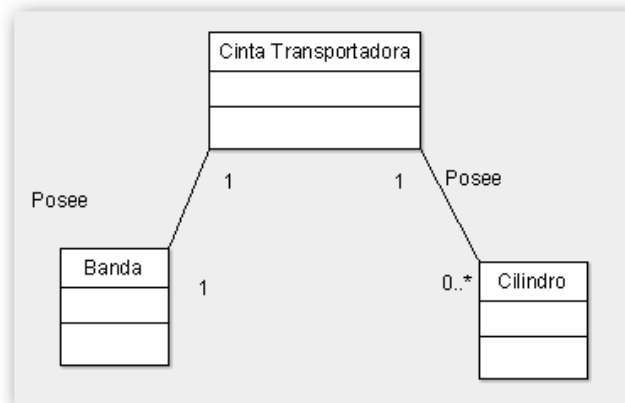 Cinta Transportadora
1
1
Posee
Posee
Banda
1
0..*
Cilindro